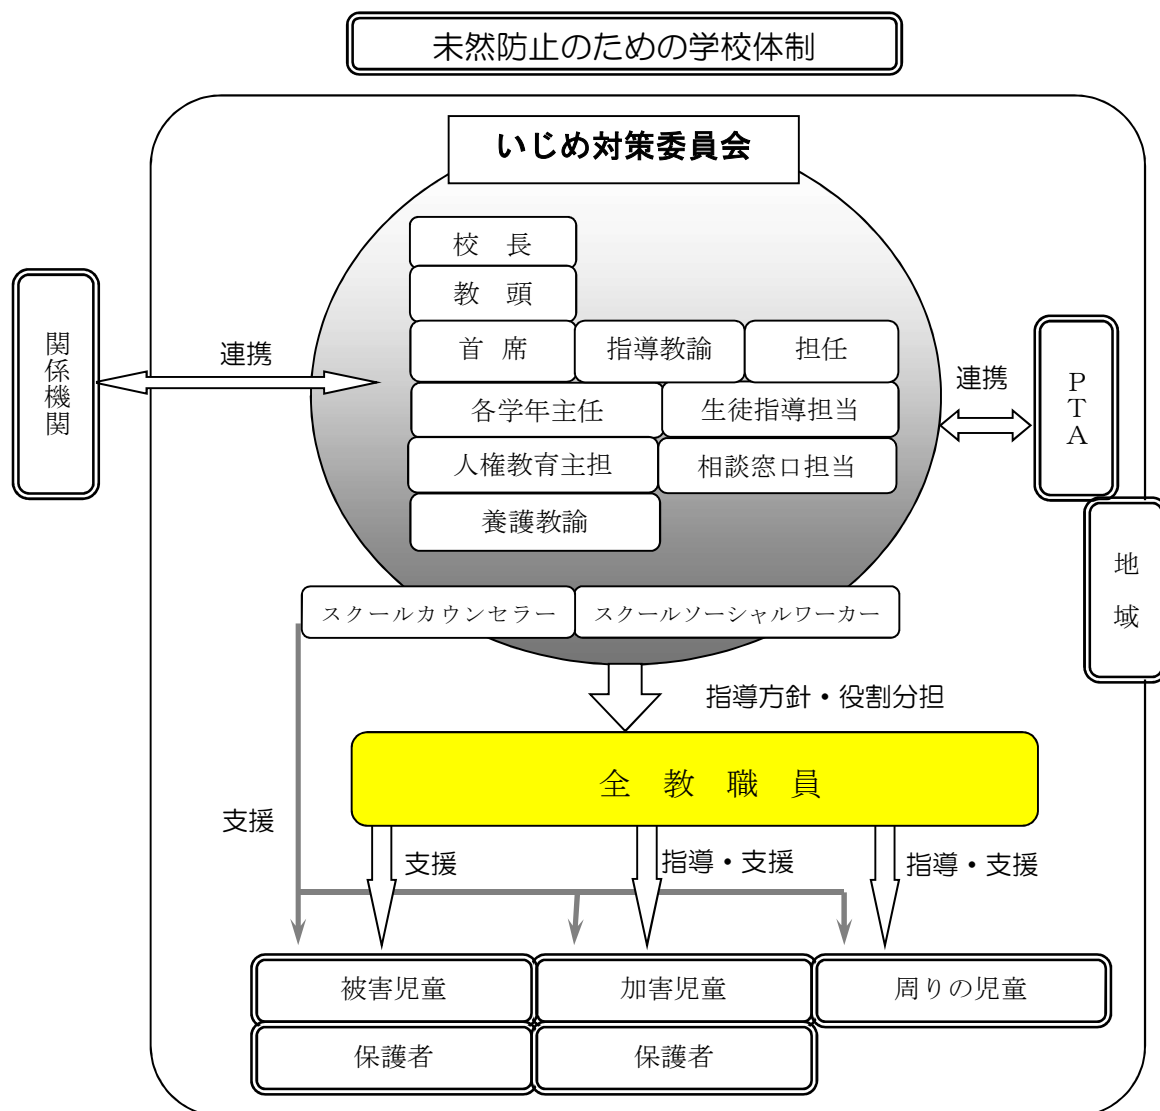 未然防止のための学校体制
いじめ対策委員会
校 長
教 頭
首 席
指導教諭
担任
各学年主任
生徒指導担当
人権教育主担
相談窓口担当
養護教諭
スクールカウンセラー
スクールソーシャルワーカー
関係機関
連携
連携
PTA
地域
指導方針・役割分担
全 教 職 員
支援
支援
指導・支援
指導・支援
被害児童
加害児童
周りの児童
保護者
保護者